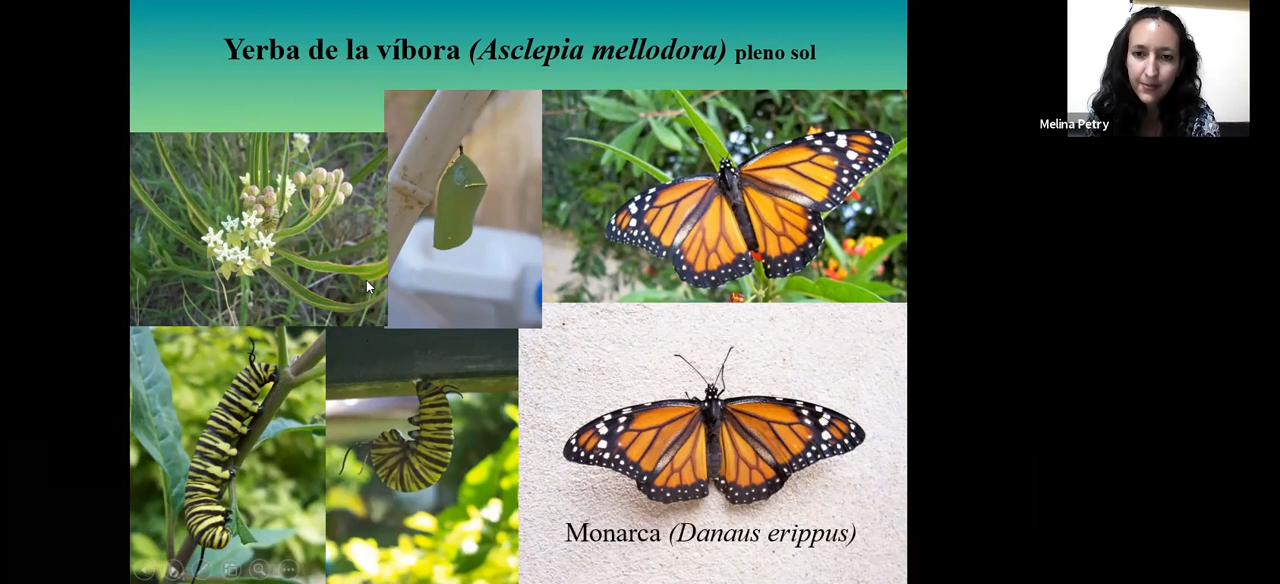 Yerba de la víbora (Asclepia mellodora) pleno sol
Melina Petry
Monarca (Danaus erippus)